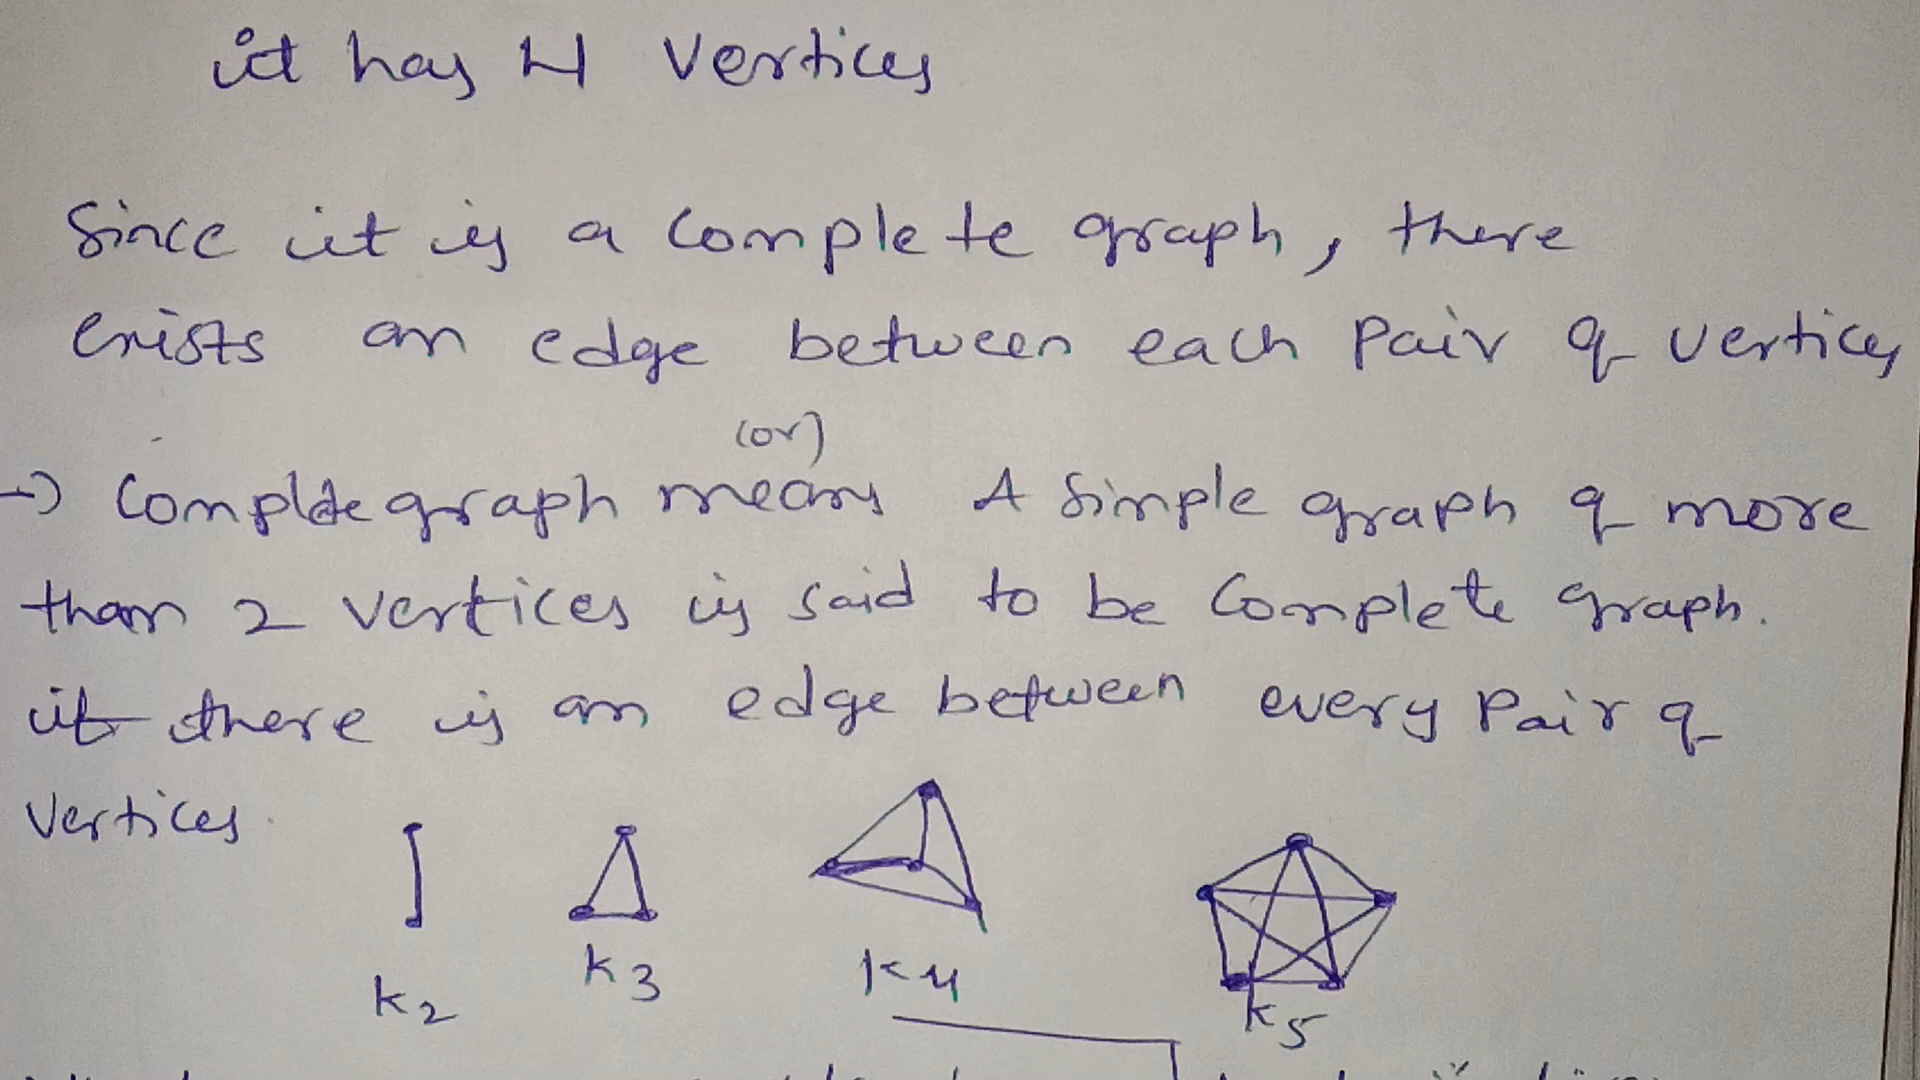 it has 4 vertices
Since it is a complete graph, there
exists an edge between each pair of vertices
(or)
→ Complete graph means A simple graph of more
than 2 vertices is said to be complete graph.
if there is an edge between every pair of
vertices.
K2 K3 K4 K5